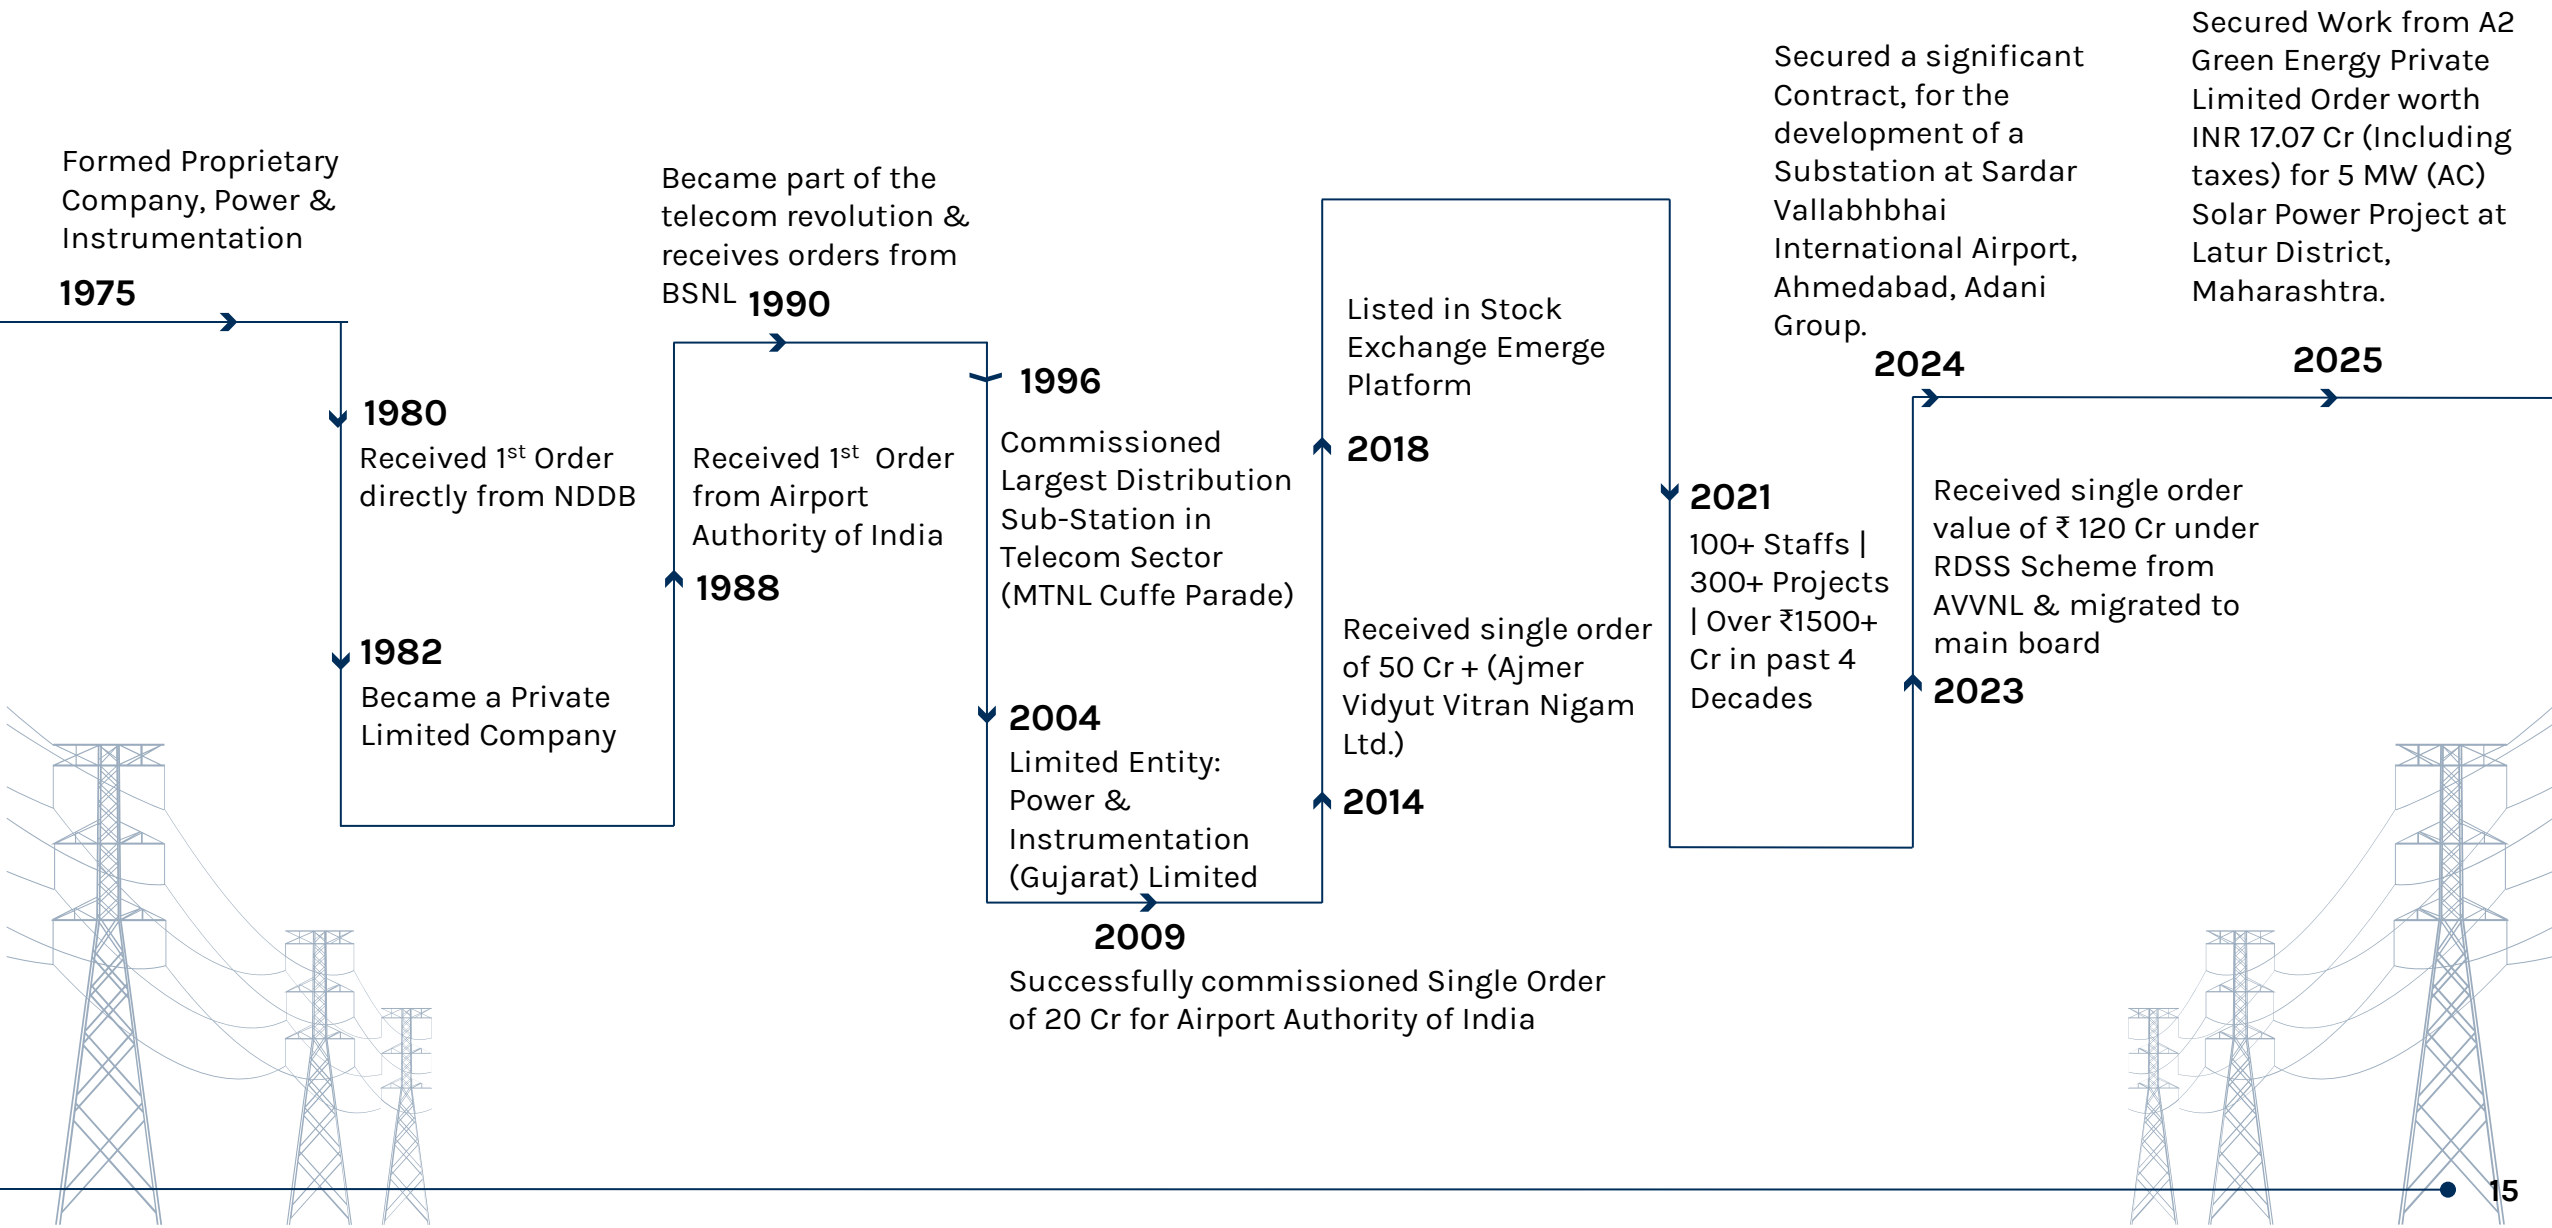 Formed Proprietary
Company, Power &
Instrumentation
1975
1980
Received 1st Order
directly from NDDB
1982
Became a Private
Limited Company
Received 1st Order
from Airport
Authority of India
1988
Became part of the
telecom revolution &
receives orders from
BSNL 1990
1996
Commissioned
Largest Distribution
Sub-Station in
Telecom Sector
(MTNL Cuffe Parade)
2004
Limited Entity:
Power &
Instrumentation
(Gujarat) Limited
2009
Successfully commissioned Single Order
of 20 Cr for Airport Authority of India
Received single order
of 50 Cr + (Ajmer
Vidyut Vitran Nigam
Ltd.)
2014
Listed in Stock
Exchange Emerge
Platform
2018
2021
100+ Staffs |
300+ Projects
| Over ₹1500+
Cr in past 4
Decades
Received single order
value of ₹ 120 Cr under
RDSS Scheme from
AVVNL & migrated to
main board
2023
Secured a significant
Contract, for the
development of a
Substation at Sardar
Vallabhbhai
International Airport,
Ahmedabad, Adani
Group.
2024
Secured Work from A2
Green Energy Private
Limited Order worth
INR 17.07 Cr (Including
taxes) for 5 MW (AC)
Solar Power Project at
Latur District,
Maharashtra.
2025
15